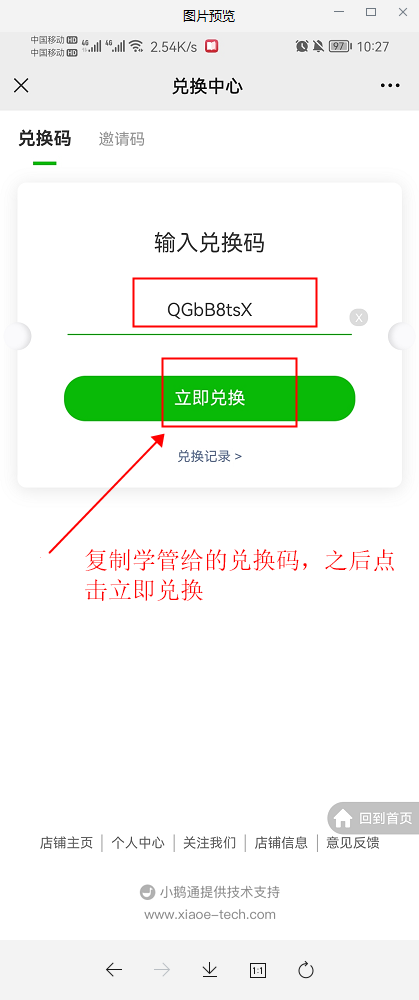 图片预览
中国移动 HD 4G 4G 2.54K/s 97 10:27
中国移动 HD
兑换中心
兑换码 邀请码
输入兑换码
QGbB8tsX
X
立即兑换
兑换记录 >
复制学管给的兑换码，之后点
击立即兑换
回到首页
店铺主页 | 个人中心 | 关注我们 | 店铺信息 | 意见反馈
小鹅通提供技术支持
www.xiaoe-tech.com
1:1